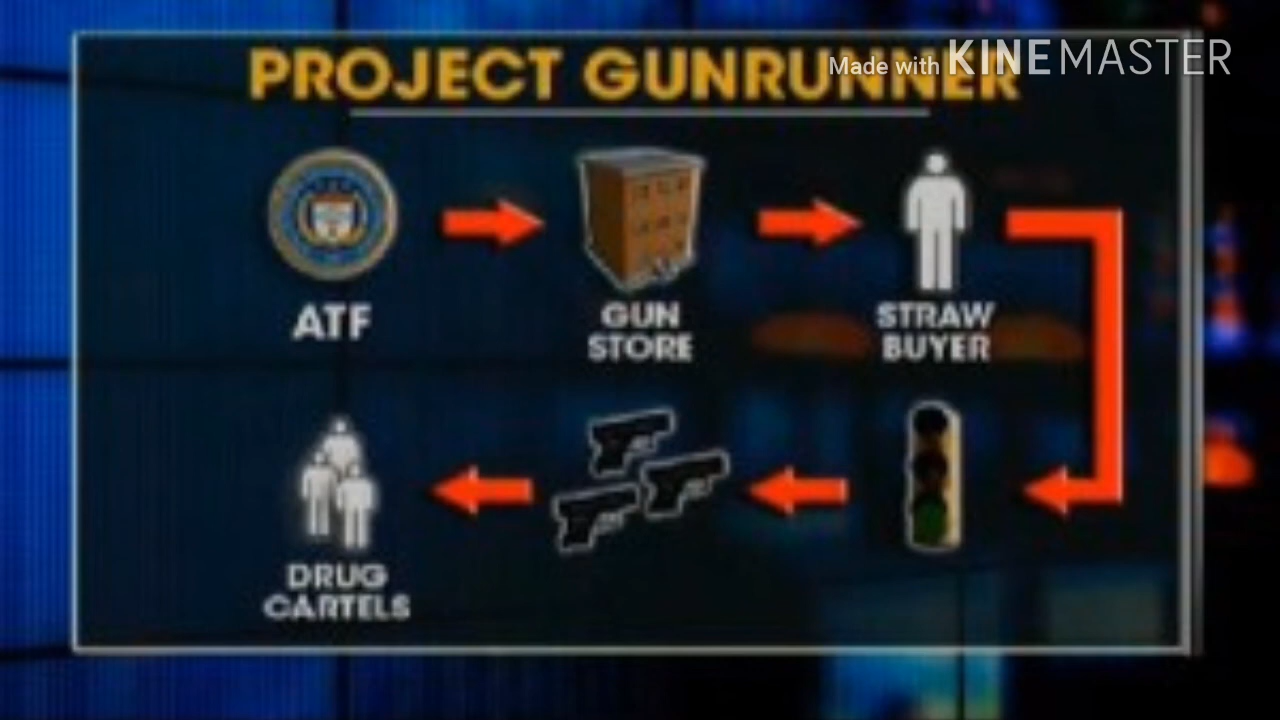 PROJECT GUNRUNNER
Made with KINEMASTER
ATF
GUN
STORE
STRAW
BUYER
DRUG
CARTELS